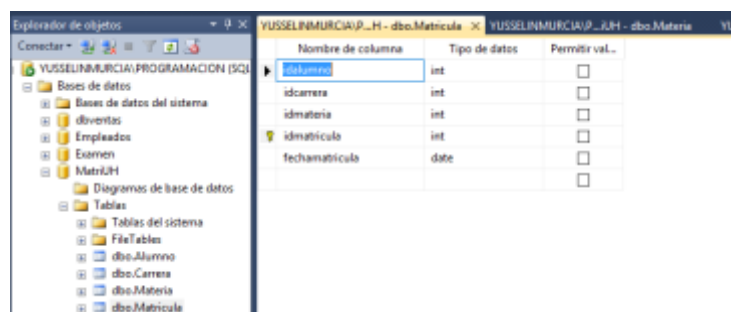 Explorador de objetos
Conectar
YUSSELINMURCIA\PROGRAMACION (SQL
Bases de datos
Bases de datos del sistema
dbventas
Empleados
Examen
MatriUH
Diagramas de base de datos
Tablas
Tablas del sistema
FileTables
dbo.Alumno
dbo.Carrera
dbo.Materia
dbo.Matricula
YUSSELINMURCIA\P...H - dbo.Matricula
YUSSELINMURCIA\P...iUH - dbo.Materia
YU
Nombre de columna Tipo de datos Permitir val...
idalumno int
idcarrera int
idmateria int
idmatricula int
fechamatricula date